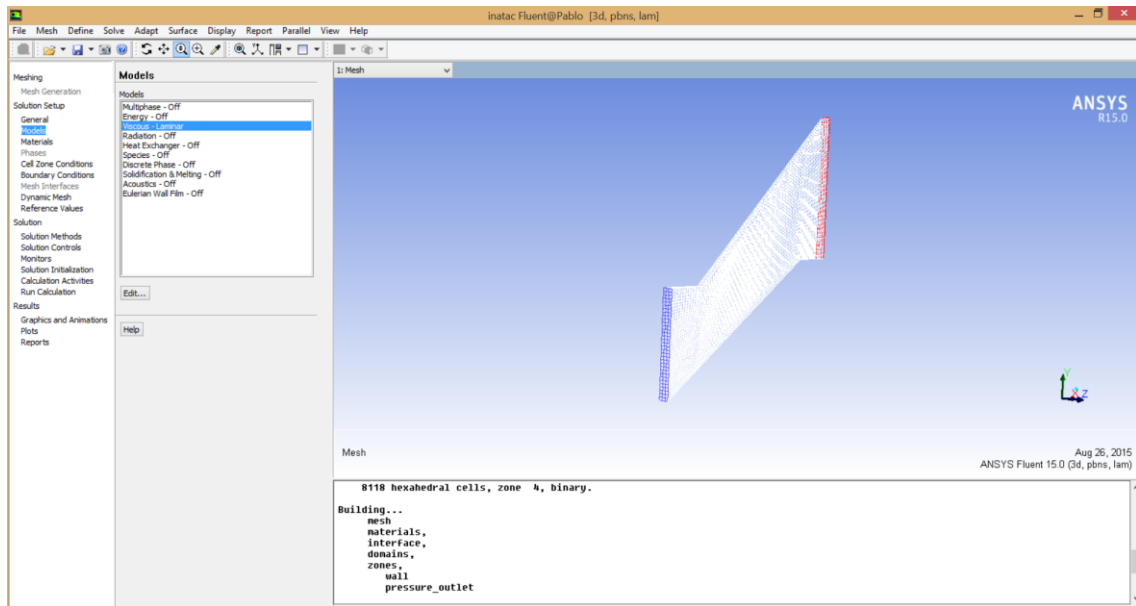 inatac Fluent@Pablo [3d, pbns, lam]
File Mesh Define Solve Adapt Surface Display Report Parallel View Help
Meshing
Mesh Generation
Solution Setup
General
Models
Materials
Phases
Cell Zone Conditions
Boundary Conditions
Mesh Interfaces
Dynamic Mesh
Reference Values
Solution
Solution Methods
Solution Controls
Monitors
Solution Initialization
Calculation Activities
Run Calculation
Results
Graphics and Animations
Plots
Reports
Models
Models
Multiphase - Off
Energy - Off
Viscous - Laminar
Radiation - Off
Heat Exchanger - Off
Species - Off
Discrete Phase - Off
Solidification & Melting - Off
Acoustics - Off
Eulerian Wall Film - Off
Edit...
Help
1: Mesh
ANSYS
R15.0
Y
X Z
Mesh
Aug 26, 2015
ANSYS Fluent 15.0 (3d, pbns, lam)
8118 hexahedral cells, zone 4, binary.
Building...
mesh
materials,
interface,
domains,
zones,
wall
pressure_outlet